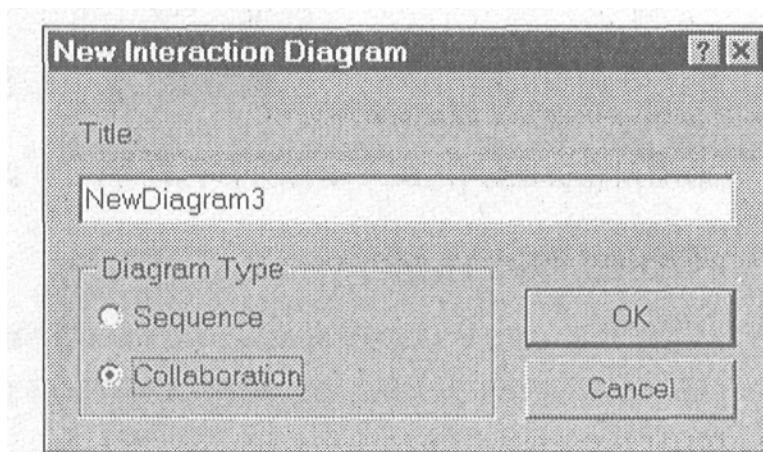 New Interaction Diagram
Title:
NewDiagram3
Diagram Type
Sequence
OK
Collaboration
Cancel